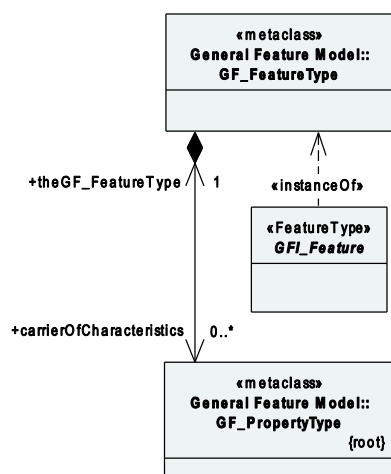 «metaclass»
General Feature Model::
GF_FeatureType
+theGF_FeatureType 1
«instanceOf»
«FeatureType»
GFI_Feature
+carrierOfCharacteristics 0..*
«metaclass»
General Feature Model::
GF_PropertyType
{root}